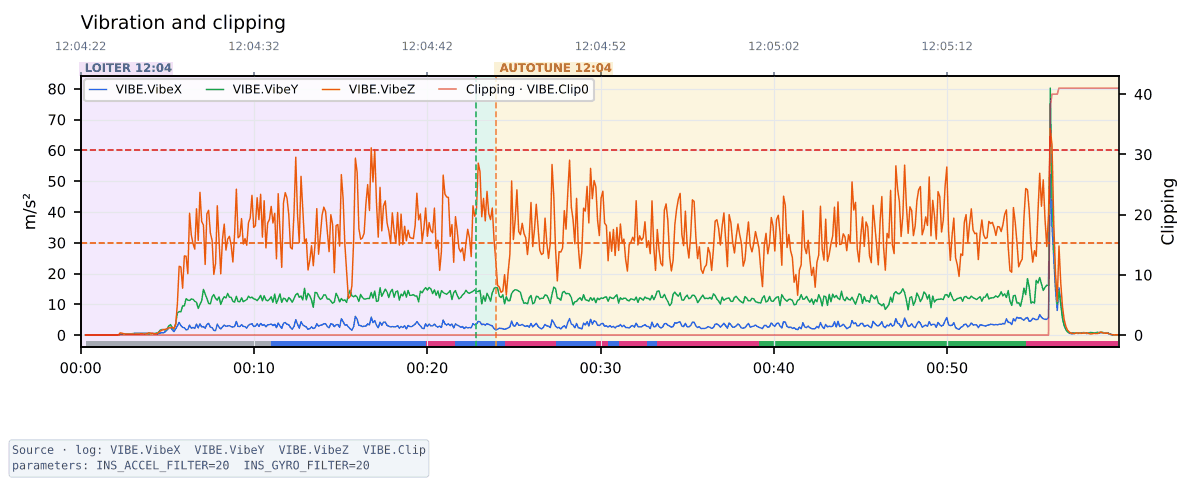 Vibration and clipping
12:04:22 12:04:32 12:04:42 12:04:52 12:05:02 12:05:12
LOITER 12:04 AUTOTUNE 12:04
VIBE.VibeX VIBE.VibeY VIBE.VibeZ Clipping · VIBE.Clip0
80
70
60
50
40
30
20
10
0
m/s²
40
30
20
10
0
Clipping
00:00 00:10 00:20 00:30 00:40 00:50
Source · log: VIBE.VibeX VIBE.VibeY VIBE.VibeZ VIBE.Clip
parameters: INS_ACCEL_FILTER=20 INS_GYRO_FILTER=20